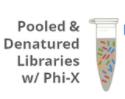 Pooled &
Denatured
Libraries
w/ Phi-X